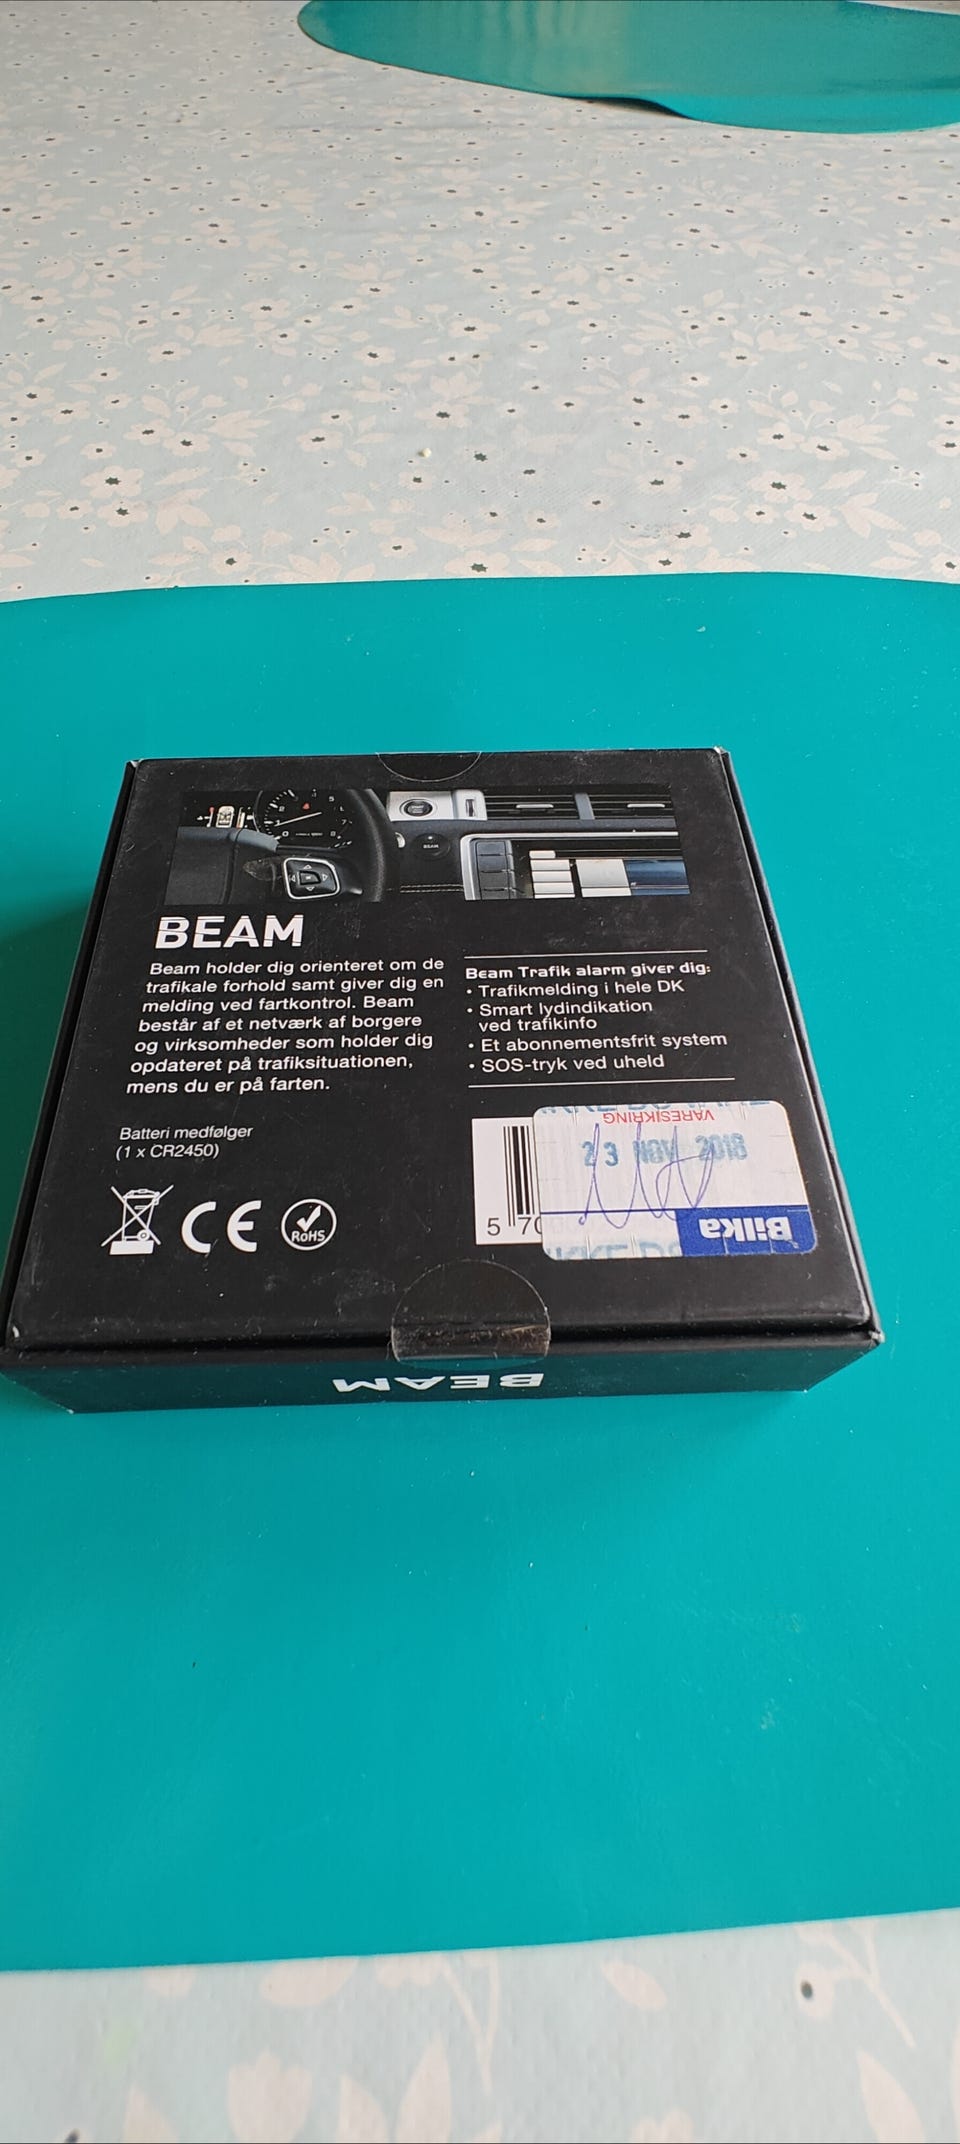 BEAM
BEAM
Beam holder dig orienteret om de
trafikale forhold samt giver dig en
melding ved fartkontrol. Beam
består af et netværk af borgere
og virksomheder som holder dig
opdateret på trafiksituationen,
mens du er på farten.
Beam Trafik alarm giver dig:
• Trafikmelding i hele DK
• Smart lydindikation
ved trafikinfo
• Et abonnementsfrit system
• SOS-tryk ved uheld
Batteri medfølger
(1 x CR2450)
CE
RoHS
5 70
VARESIKRING
23 NOV 2018
Bilka
BEAM